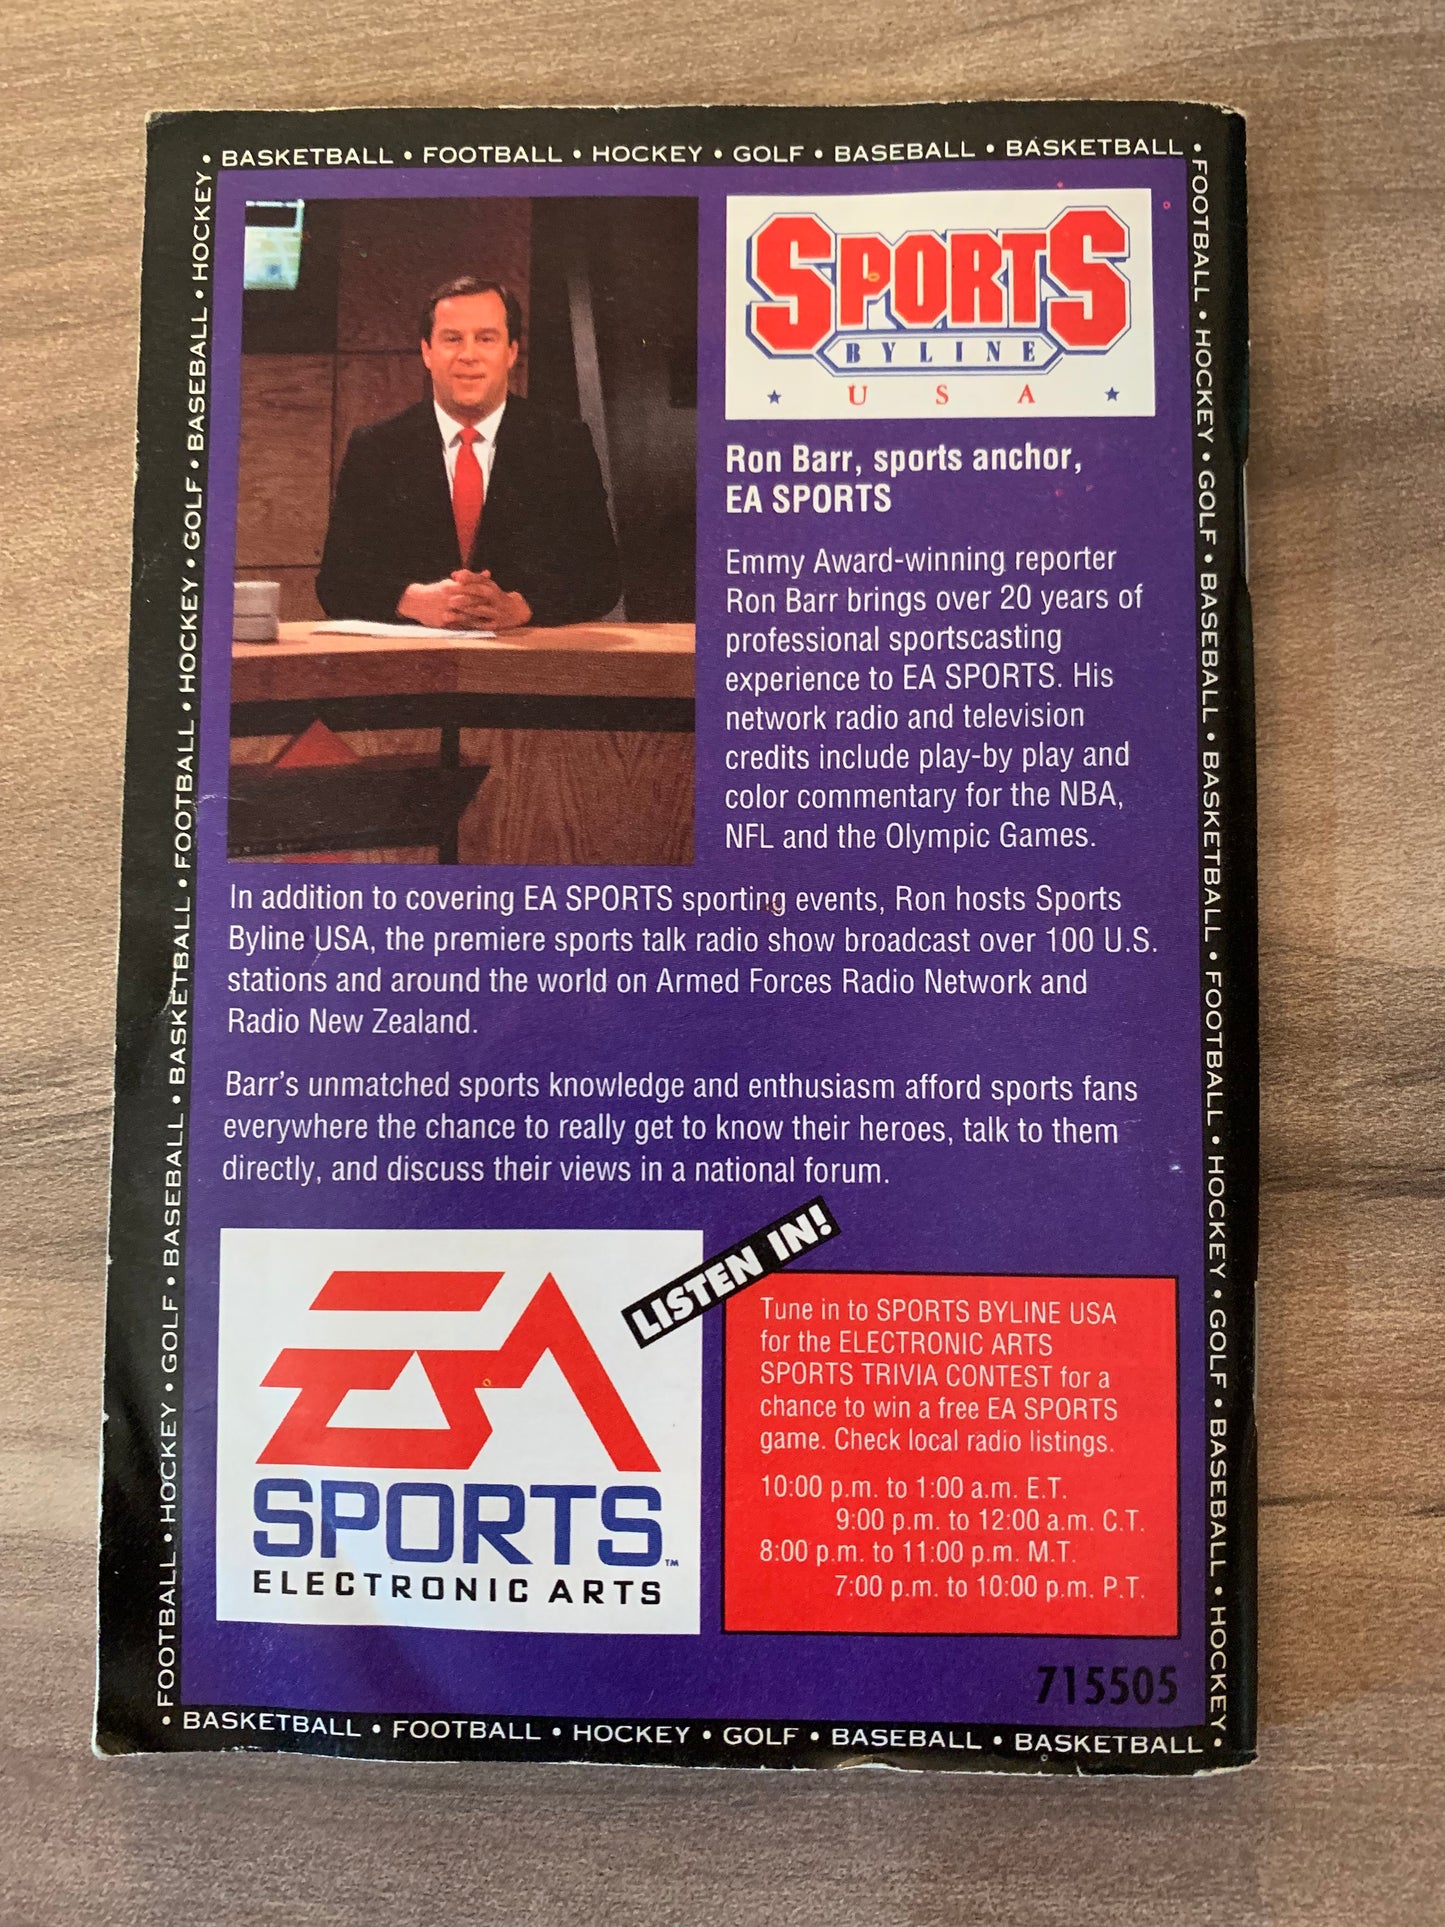 • BASKETBALL • FOOTBALL • HOCKEY • GOLF • BASEBALL • BASKETBALL •
FOOTBALL • HOCKEY • GOLF • BASEBALL • BASKETBALL • FOOTBALL • HOCKEY • GOLF • BASEBALL • HOCKEY •
SPORTS
BYLINE
USA
Ron Barr, sports anchor,
EA SPORTS
Emmy Award-winning reporter
Ron Barr brings over 20 years of
professional sportscasting
experience to EA SPORTS. His
network radio and television
credits include play-by play and
color commentary for the NBA,
NFL and the Olympic Games.
In addition to covering EA SPORTS sporting events, Ron hosts Sports
Byline USA, the premiere sports talk radio show broadcast over 100 U.S.
stations and around the world on Armed Forces Radio Network and
Radio New Zealand.
Barr's unmatched sports knowledge and enthusiasm afford sports fans
everywhere the chance to really get to know their heroes, talk to them
directly, and discuss their views in a national forum.
EA
SPORTS™
ELECTRONIC ARTS
LISTEN IN!
Tune in to SPORTS BYLINE USA
for the ELECTRONIC ARTS
SPORTS TRIVIA CONTEST for a
chance to win a free EA SPORTS
game. Check local radio listings.
10:00 p.m. to 1:00 a.m. E.T.
9:00 p.m. to 12:00 a.m. C.T.
8:00 p.m. to 11:00 p.m. M.T.
7:00 p.m. to 10:00 p.m. P.T.
715505
FOOTBALL • HOCKEY • GOLF • BASEBALL • BASKETBALL • FOOTBALL • HOCKEY • GOLF • BASEBALL • HOCKEY
• BASKETBALL • FOOTBALL • HOCKEY • GOLF • BASEBALL • BASKETBALL •